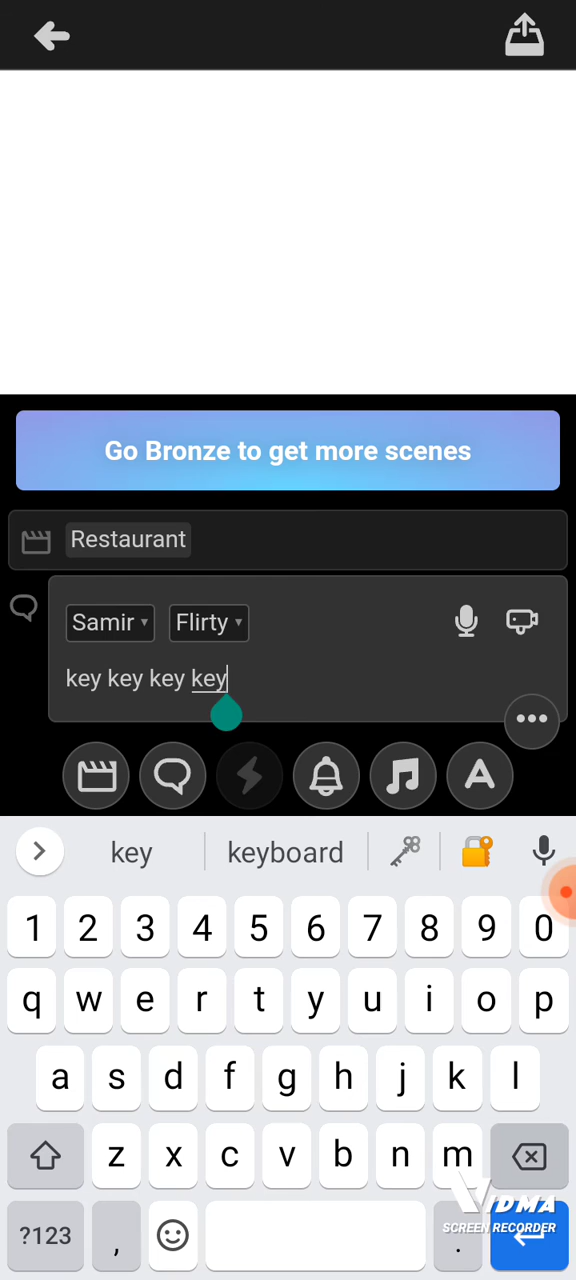 Go Bronze to get more scenes
Restaurant
Samir ▾ Flirty ▾
key key key key
key keyboard
1 2 3 4 5 6 7 8 9 0
q w e r t y u i o p
a s d f g h j k l
z x c v b n m
?123 , .
VIDMA
SCREEN RECORDER